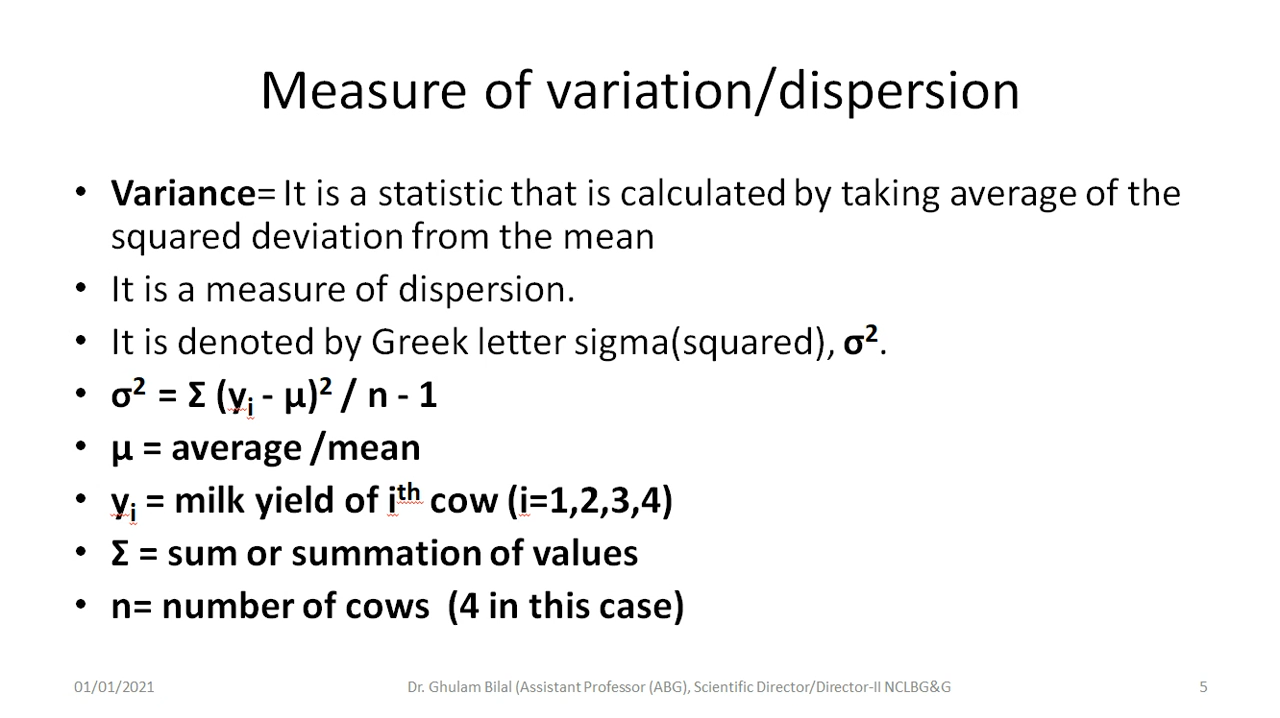 Measure of variation/dispersion
• Variance= It is a statistic that is calculated by taking average of the
squared deviation from the mean
• It is a measure of dispersion.
• It is denoted by Greek letter sigma(squared), σ².
• σ² = Σ (yᵢ - μ)² / n - 1
• μ = average /mean
• yᵢ = milk yield of iᵗʰ cow (i=1,2,3,4)
• Σ = sum or summation of values
• n= number of cows (4 in this case)
01/01/2021 Dr. Ghulam Bilal (Assistant Professor (ABG), Scientific Director/Director-II NCLBG&G 5